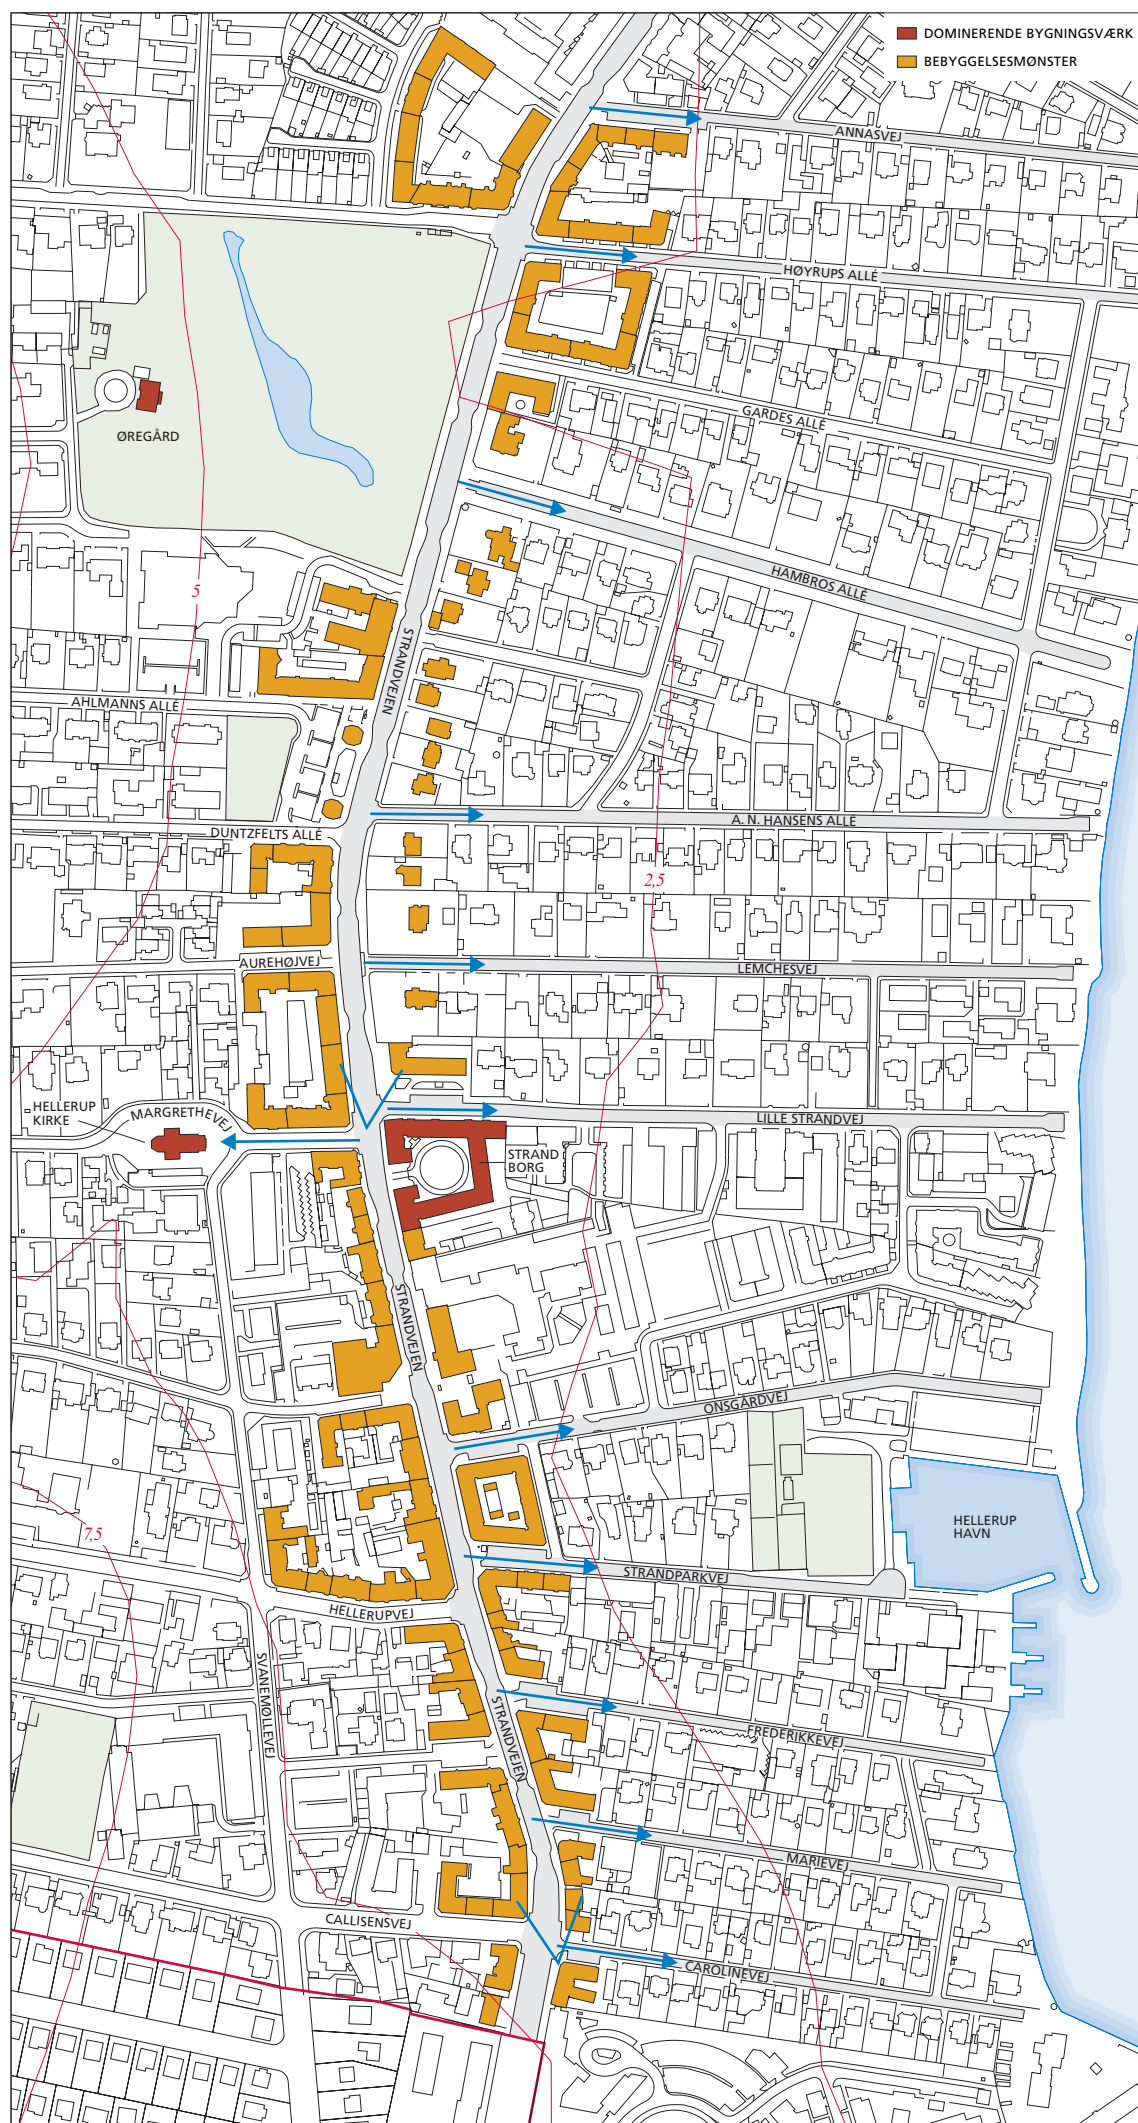 DOMINERENDE BYGNINGSVÆRK
BEBYGGELSESMØNSTER
ANNASVEJ
HØYRUPS ALLÉ
GARDES ALLÉ
ØREGÅRD
HAMBROS ALLÉ
5
STRANDVEJEN
AHLMANNS ALLÉ
A. N. HANSENS ALLÉ
DUNTZFELTS ALLÉ
2,5
AUREHØJVEJ
LEMCHESVEJ
HELLERUP
KIRKE
MARGRETHEVEJ
LILLE STRANDVEJ
STRAND
BORG
STRANDVEJEN
ONSGÅRDVEJ
HELLERUP
HAVN
7,5
STRANDPARKVEJ
HELLERUPVEJ
SVANEMØLLEVEJ
STRANDVEJEN
FREDERIKKEVEJ
MARIEVEJ
CALLISENSVEJ
CAROLINEVEJ